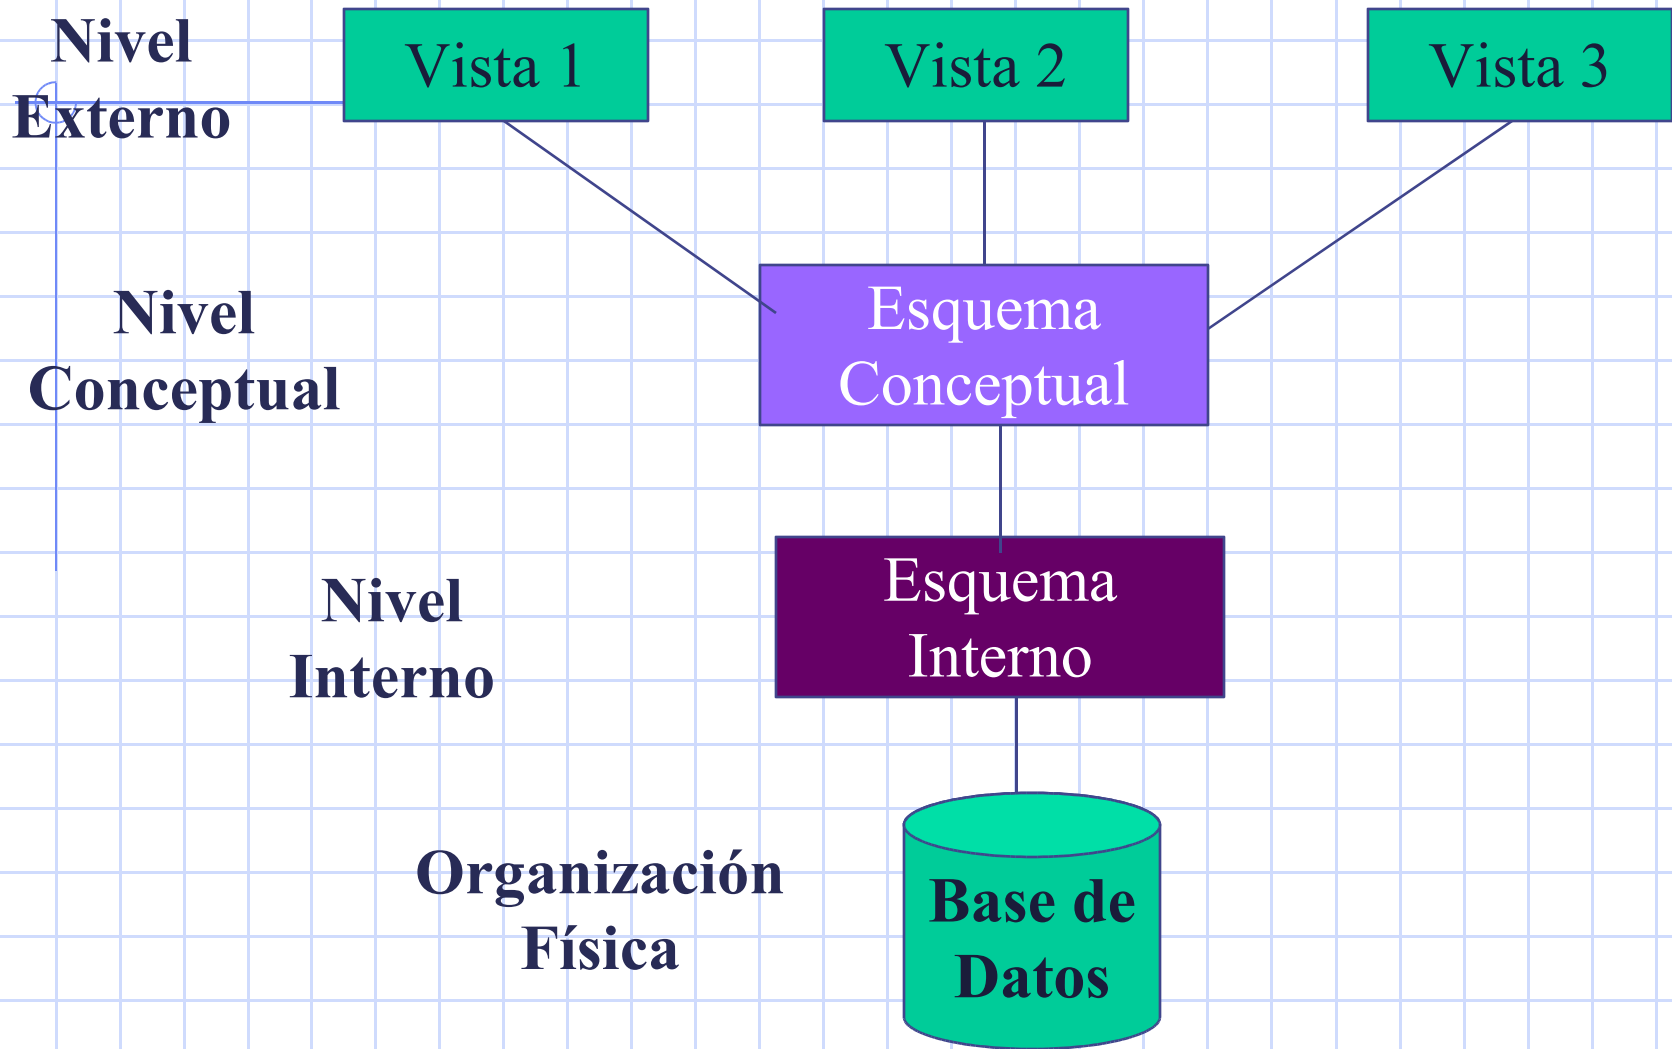 Nivel
Externo
Vista 1
Vista 2
Vista 3
Nivel
Conceptual
Esquema
Conceptual
Nivel
Interno
Esquema
Interno
Organización
Física
Base de
Datos